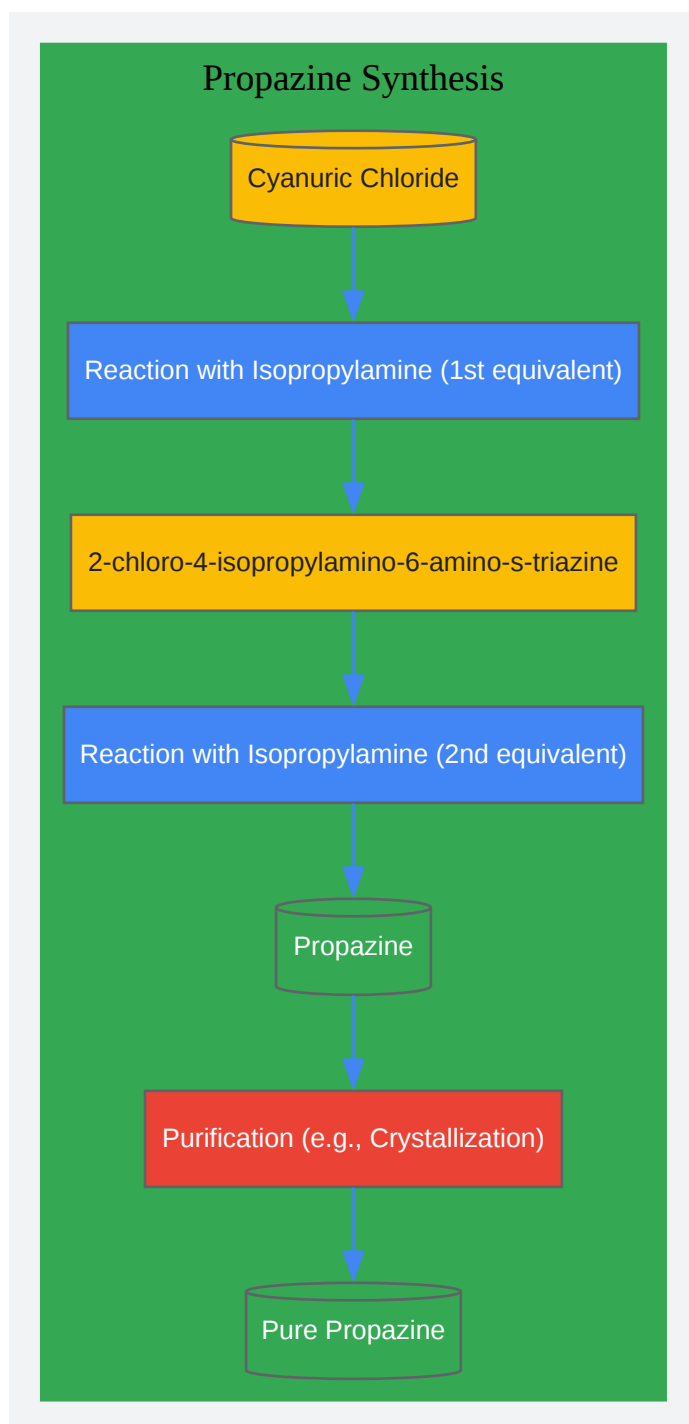 Propazine Synthesis
Cyanuric Chloride
Reaction with Isopropylamine (1st equivalent)
2-chloro-4-isopropylamino-6-amino-s-triazine
Reaction with Isopropylamine (2nd equivalent)
Propazine
Purification (e.g., Crystallization)
Pure Propazine